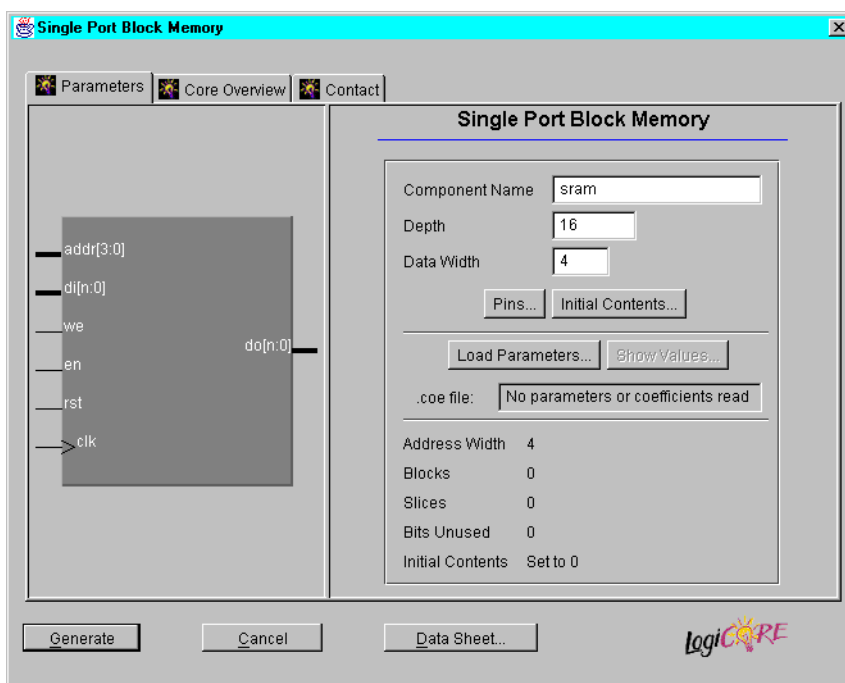 Single Port Block Memory
Parameters Core Overview Contact
addr[3:0]
di[n:0]
we
en
rst
clk
do[n:0]
Single Port Block Memory
Component Name sram
Depth 16
Data Width 4
Pins... Initial Contents...
Load Parameters... Show Values...
.coe file: No parameters or coefficients read
Address Width 4
Blocks 0
Slices 0
Bits Unused 0
Initial Contents Set to 0
Generate Cancel Data Sheet... LogiCORE